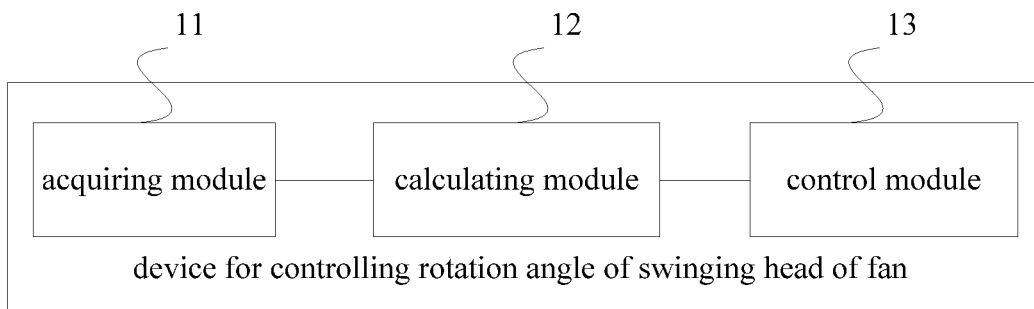 11 12 13
acquiring module calculating module control module
device for controlling rotation angle of swinging head of fan